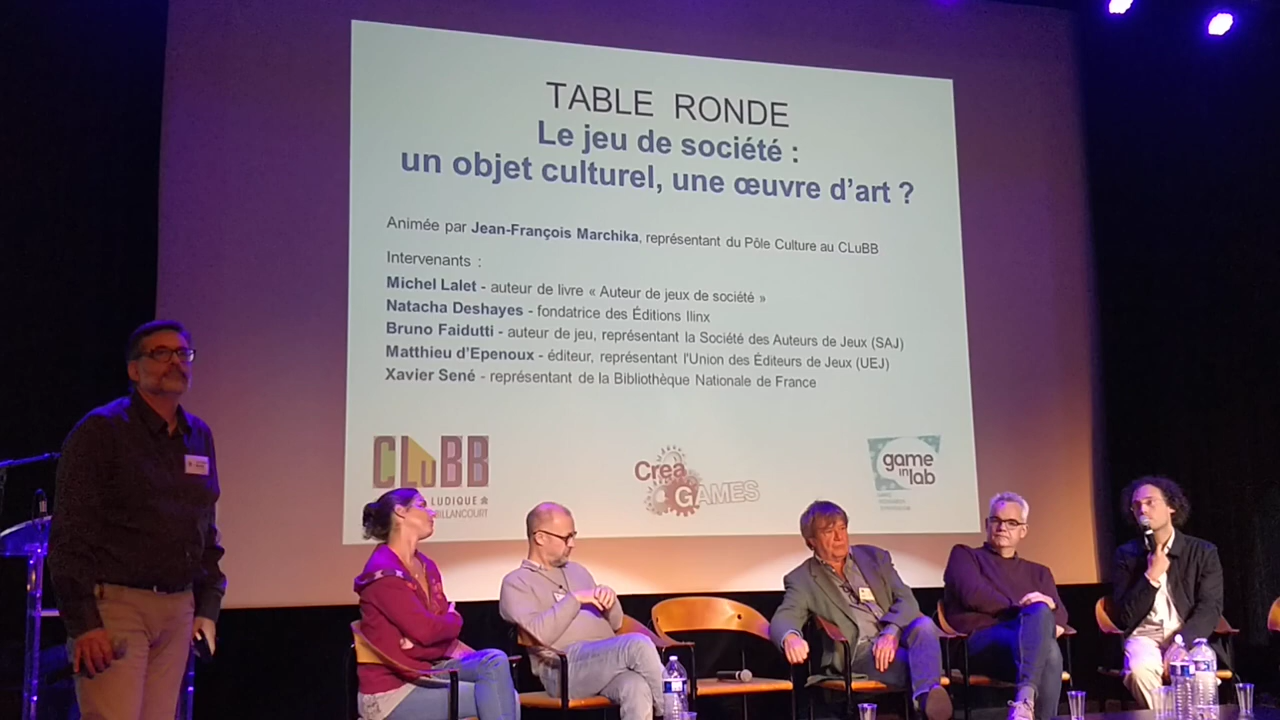 TABLE RONDE
Le jeu de société :
un objet culturel, une œuvre d'art ?
Animée par Jean-François Marchika, représentant du Pôle Culture au CLuBB
Intervenants :
Michel Lalet - auteur de livre « Auteur de jeux de société »
Natacha Deshayes - fondatrice des Éditions Ilinx
Bruno Faidutti - auteur de jeu, représentant la Société des Auteurs de Jeux (SAJ)
Matthieu d'Epenoux - éditeur, représentant l'Union des Éditeurs de Jeux (UEJ)
Xavier Sené - représentant de la Bibliothèque Nationale de France
CLuBB
LUDIQUE
BILLANCOURT
Crea
GAMES
game
in
lab